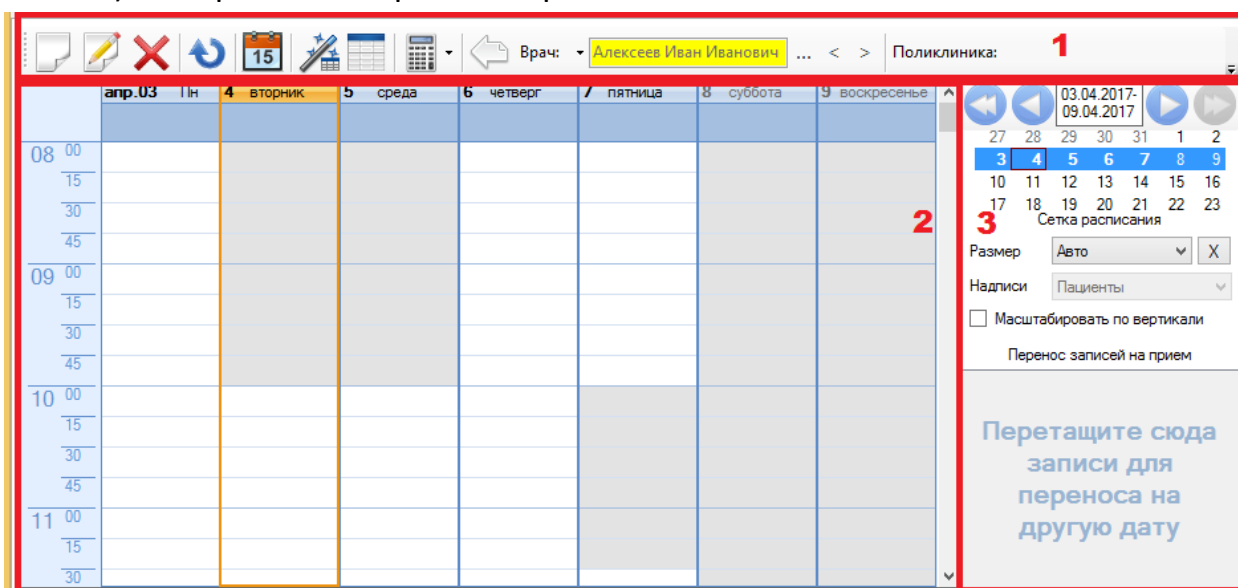 15 Врач: Алексеев Иван Иванович ... < > Поликлиника: 1
апр.03 Пн 4 вторник 5 среда 6 четверг 7 пятница 8 суббота 9 воскресенье
08 00
15
30
45
09 00
15
30
45
10 00
15
30
45
11 00
15
30
2
03.04.2017-
09.04.2017
27 28 29 30 31 1 2
3 4 5 6 7 8 9
10 11 12 13 14 15 16
17 18 19 20 21 22 23
3 Сетка расписания
Размер Авто X
Надписи Пациенты
Масштабировать по вертикали
Перенос записей на прием
Перетащите сюда
записи для
переноса на
другую дату